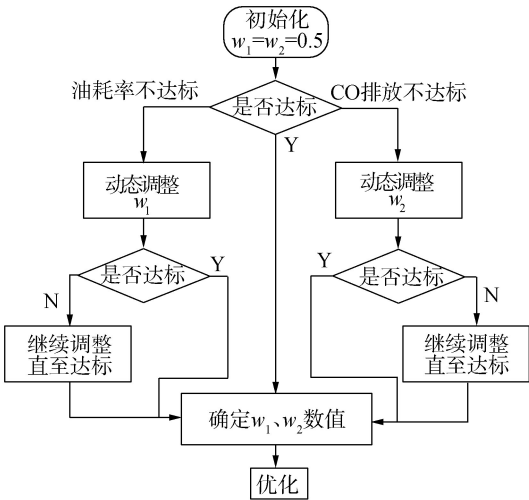 初始化
w₁=w₂=0.5
油耗率不达标
是否达标
CO排放不达标
Y
动态调整
w₁
动态调整
w₂
是否达标
Y
N
Y
是否达标
N
继续调整
直至达标
继续调整
直至达标
确定w₁、w₂数值
优化